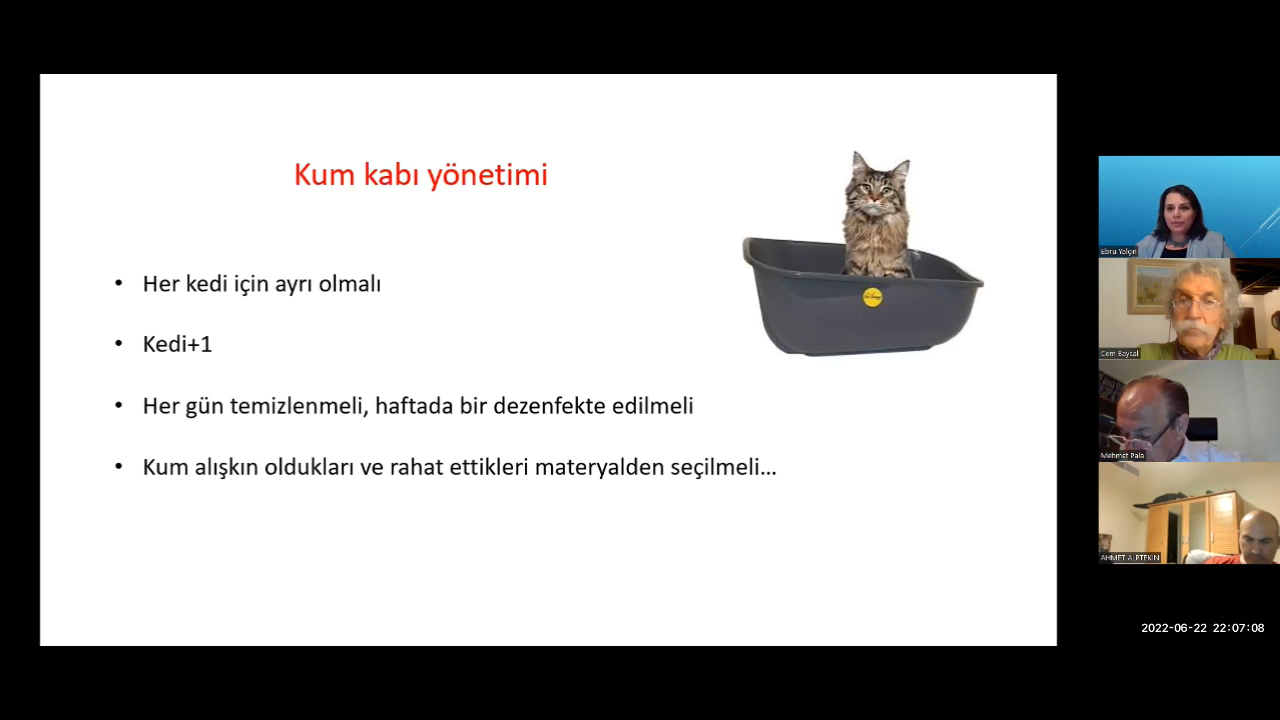 Kum kabı yönetimi
• Her kedi için ayrı olmalı
• Kedi+1
• Her gün temizlenmeli, haftada bir dezenfekte edilmeli
• Kum alışkın oldukları ve rahat ettikleri materyalden seçilmeli...
Ebru Yalçın
Cem Baysal
Mehmet Pala
AHMET ALPTEKİN
2022-06-22 22:07:08